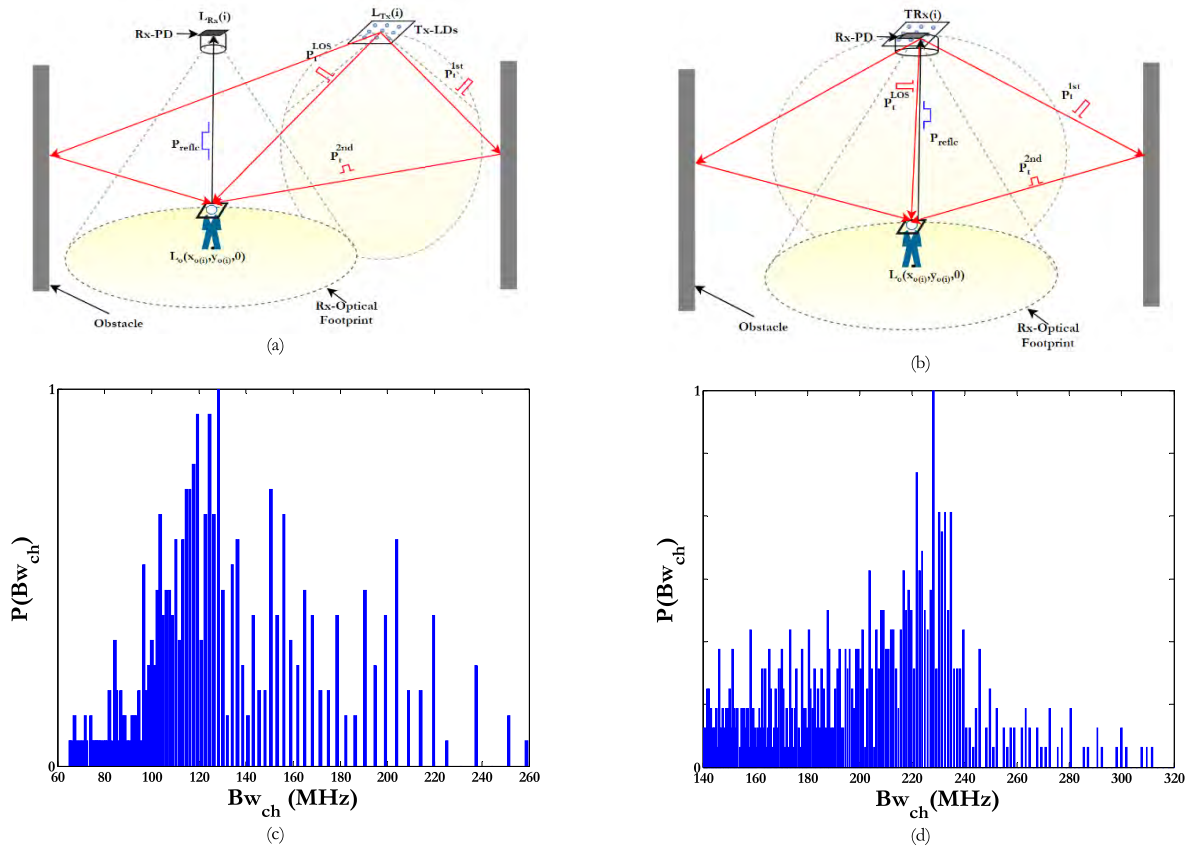 L_Rx(i)
Rx-PD
L_Tx(i)
Tx-LDs
P_t^LOS
P_t^1st
P_reflc
P_t^2nd
L_o(x_o(i),y_o(i),0)
Obstacle
Rx-Optical
Footprint
(a)
TRx(i)
Rx-PD
P_t^LOS
P_t^1st
P_reflc
P_t^2nd
L_o(x_o(i),y_o(i),0)
Obstacle
Rx-Optical
Footprint
(b)
1
P(Bw_ch)
0
60 80 100 120 140 160 180 200 220 240 260
Bw_ch (MHz)
(c)
1
P(Bw_ch)
0
140 160 180 200 220 240 260 280 300 320
Bw_ch (MHz)
(d)